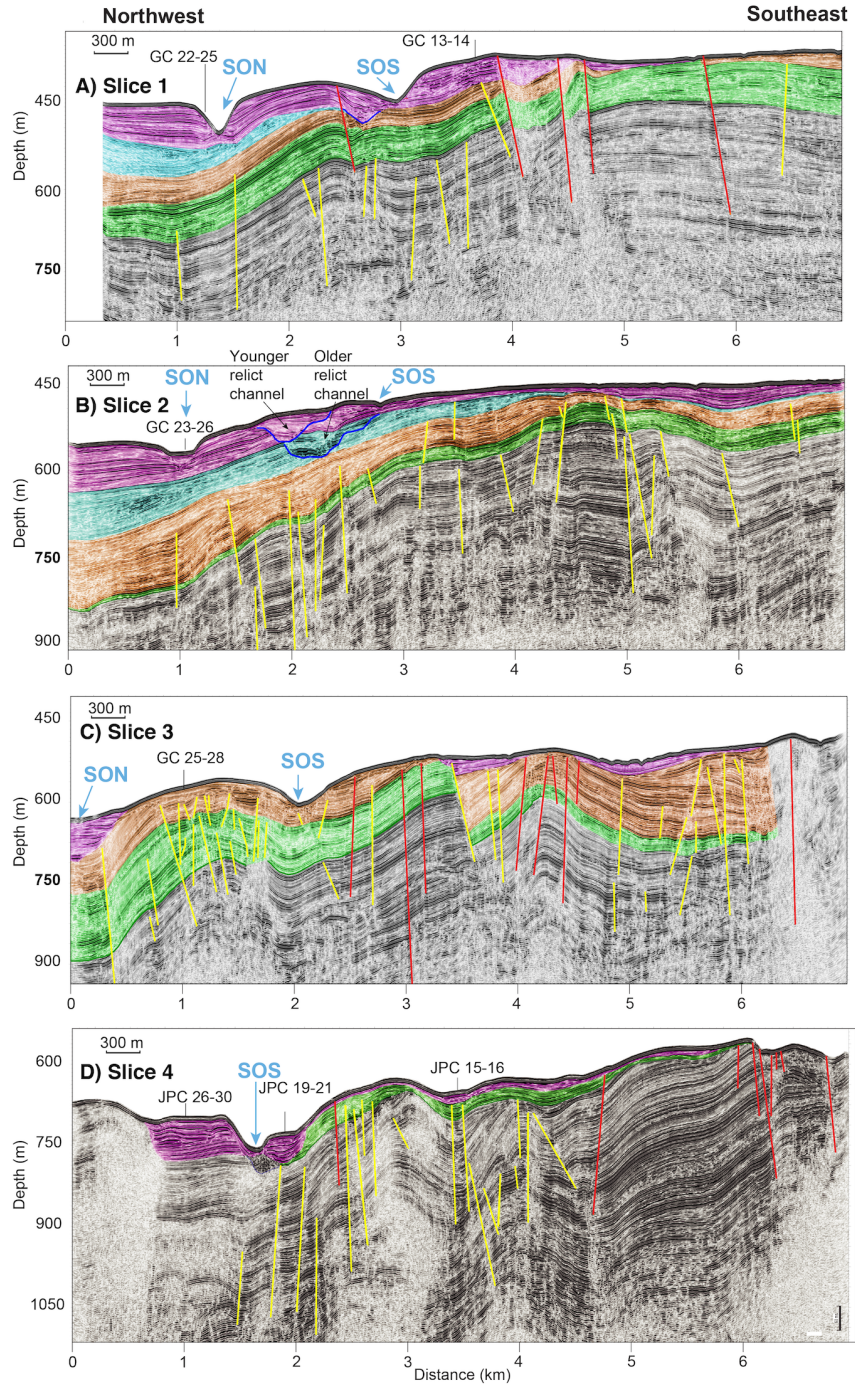 Northwest
Southeast
300 m
GC 22-25
SON
SOS
GC 13-14
A) Slice 1
450
600
750
Depth (m)
0 1 2 3 4 5 6
Younger
relict
channel
Older
relict
channel
300 m
SON
SOS
B) Slice 2
GC 23-26
450
600
750
900
Depth (m)
0 1 2 3 4 5 6
300 m
C) Slice 3
SON
GC 25-28
SOS
450
600
750
900
Depth (m)
0 1 2 3 4 5 6
300 m
D) Slice 4
SOS
JPC 26-30
JPC 19-21
JPC 15-16
600
750
900
1050
Depth (m)
0 1 2 3 4 5 6
Distance (km)